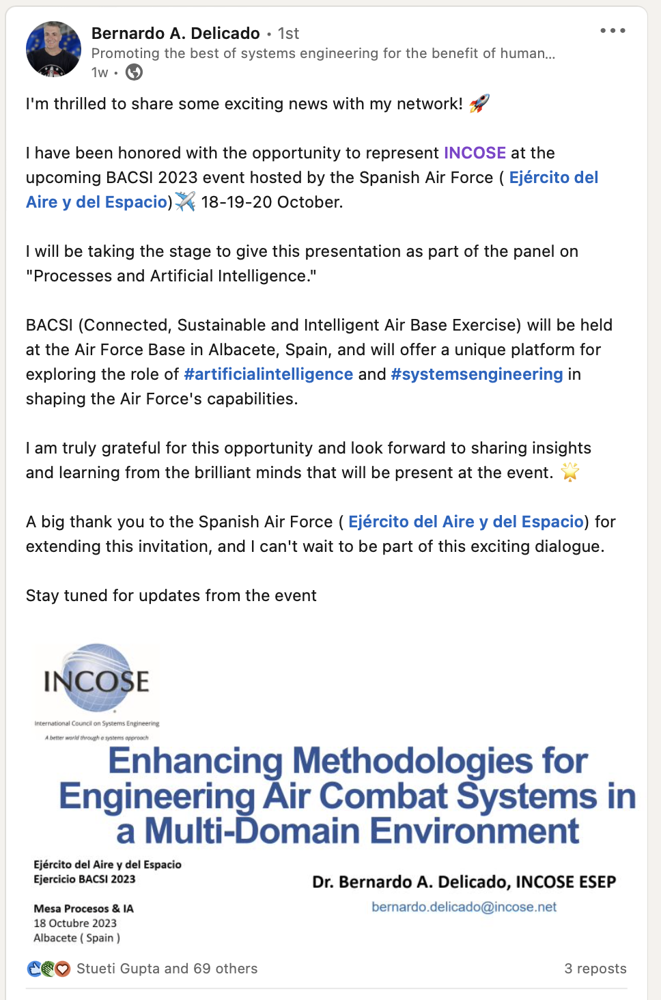 Bernardo A. Delicado • 1st
Promoting the best of systems engineering for the benefit of human...
1w •
I'm thrilled to share some exciting news with my network! 🚀
I have been honored with the opportunity to represent INCOSE at the
upcoming BACSI 2023 event hosted by the Spanish Air Force ( Ejército del
Aire y del Espacio)✈️ 18-19-20 October.
I will be taking the stage to give this presentation as part of the panel on
"Processes and Artificial Intelligence."
BACSI (Connected, Sustainable and Intelligent Air Base Exercise) will be held
at the Air Force Base in Albacete, Spain, and will offer a unique platform for
exploring the role of #artificialintelligence and #systemsengineering in
shaping the Air Force's capabilities.
I am truly grateful for this opportunity and look forward to sharing insights
and learning from the brilliant minds that will be present at the event. 🌟
A big thank you to the Spanish Air Force ( Ejército del Aire y del Espacio) for
extending this invitation, and I can't wait to be part of this exciting dialogue.
Stay tuned for updates from the event
INCOSE
International Council on Systems Engineering
A better world through a systems approach
Enhancing Methodologies for
Engineering Air Combat Systems in
a Multi-Domain Environment
Ejército del Aire y del Espacio
Ejercicio BACSI 2023
Mesa Procesos & IA
18 Octubre 2023
Albacete ( Spain )
Dr. Bernardo A. Delicado, INCOSE ESEP
bernardo.delicado@incose.net
Stueti Gupta and 69 others
3 reposts